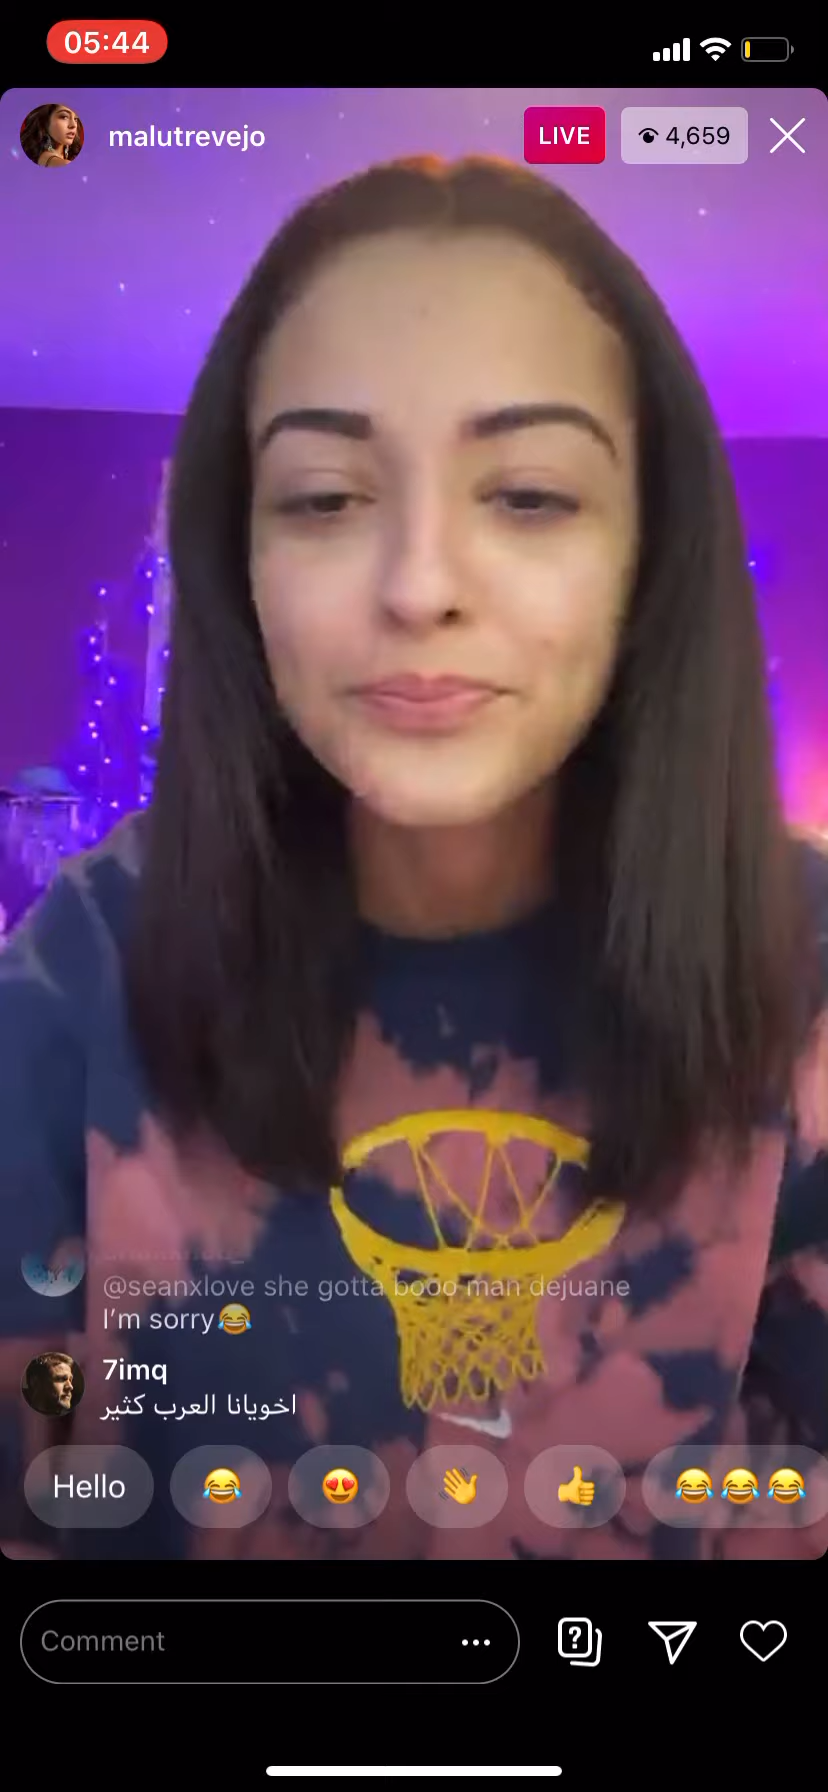 05:44
malutrevejo
LIVE
4,659
@seanxlove she gotta booo man dejuane
I'm sorry😂
7imq
اخويانا العرب كثير
Hello
😂
😍
👋
👍
😂😂😂
Comment